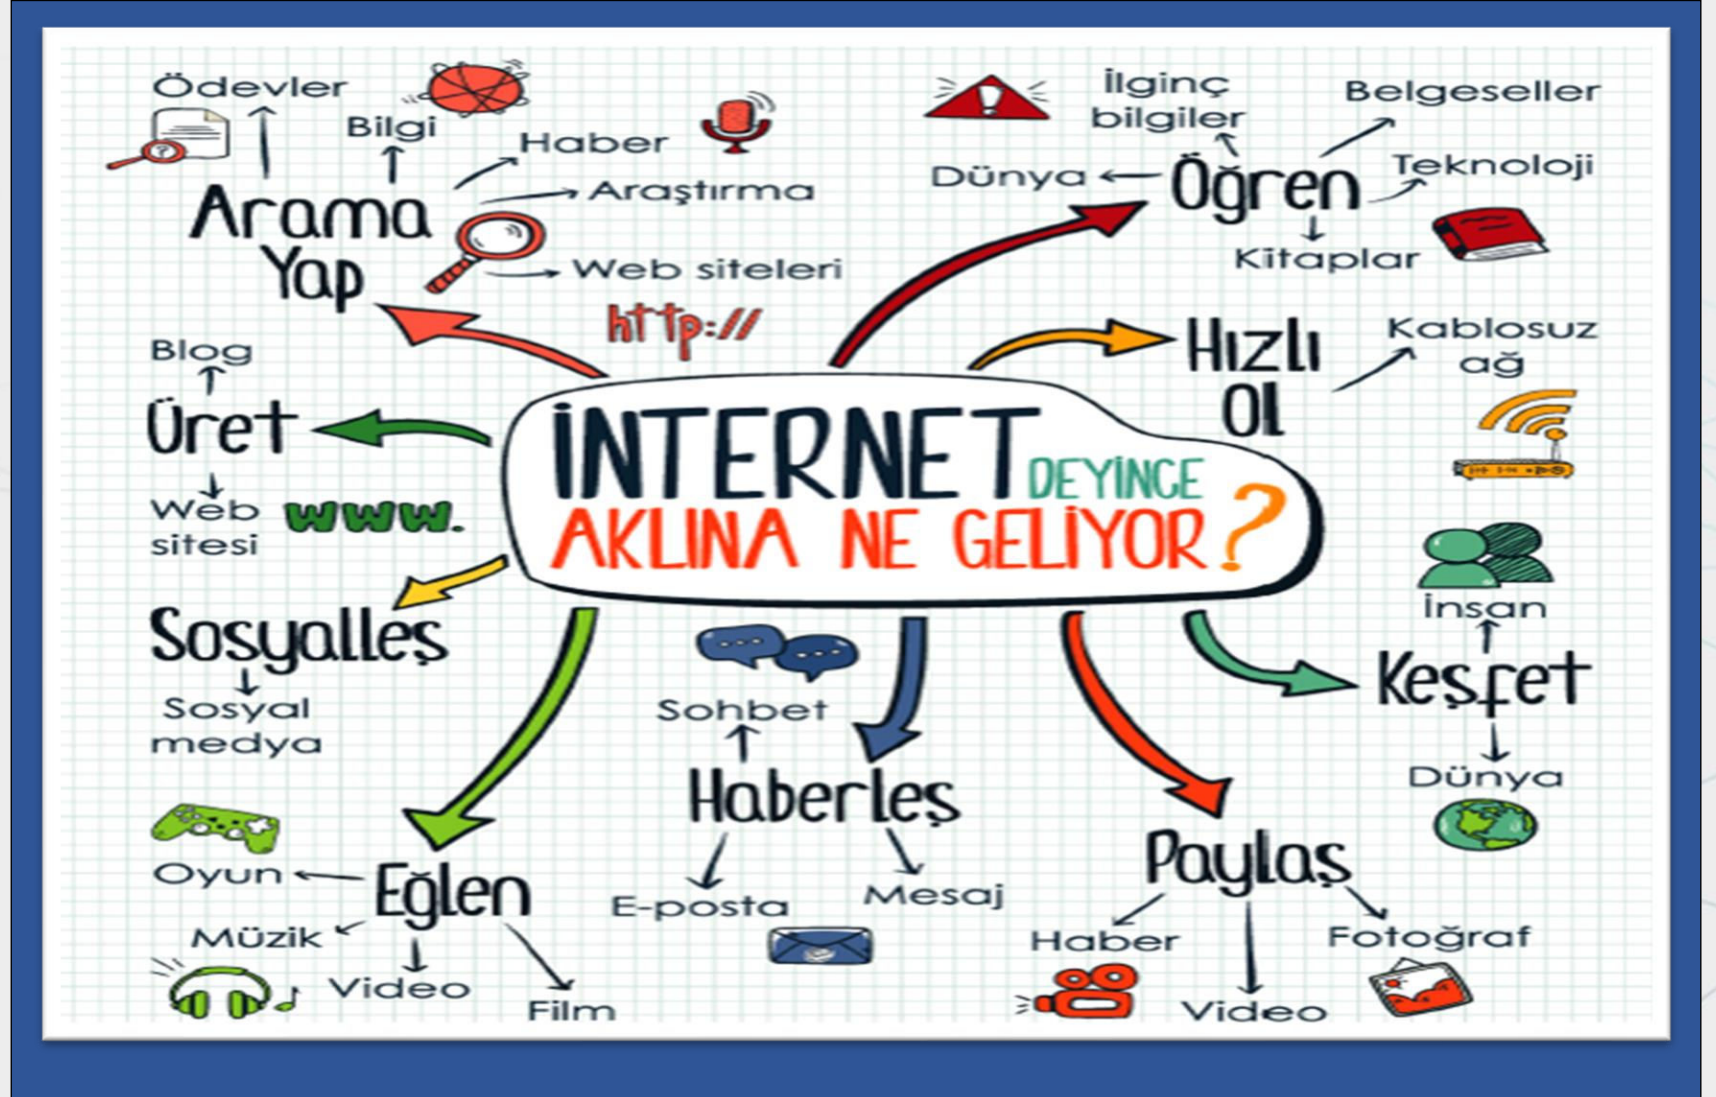 Ödevler
Bilgi
Haber
Araştırma
Arama
Yap
Web siteleri
http://
İlginç
bilgiler
Belgeseller
Dünya
Öğren
Teknoloji
Kitaplar
Blog
Üret
Web
sitesi
www.
Hızlı
Ol
Kablosuz
ağ
İNTERNET DEYİNCE
AKLINA NE GELİYOR?
Sosyalleş
Sosyal
medya
Sohbet
Haberleş
E-posta
Mesaj
İnsan
Keşfet
Dünya
Oyun
Eğlen
Müzik
Video
Film
Paylaş
Haber
Video
Fotoğraf